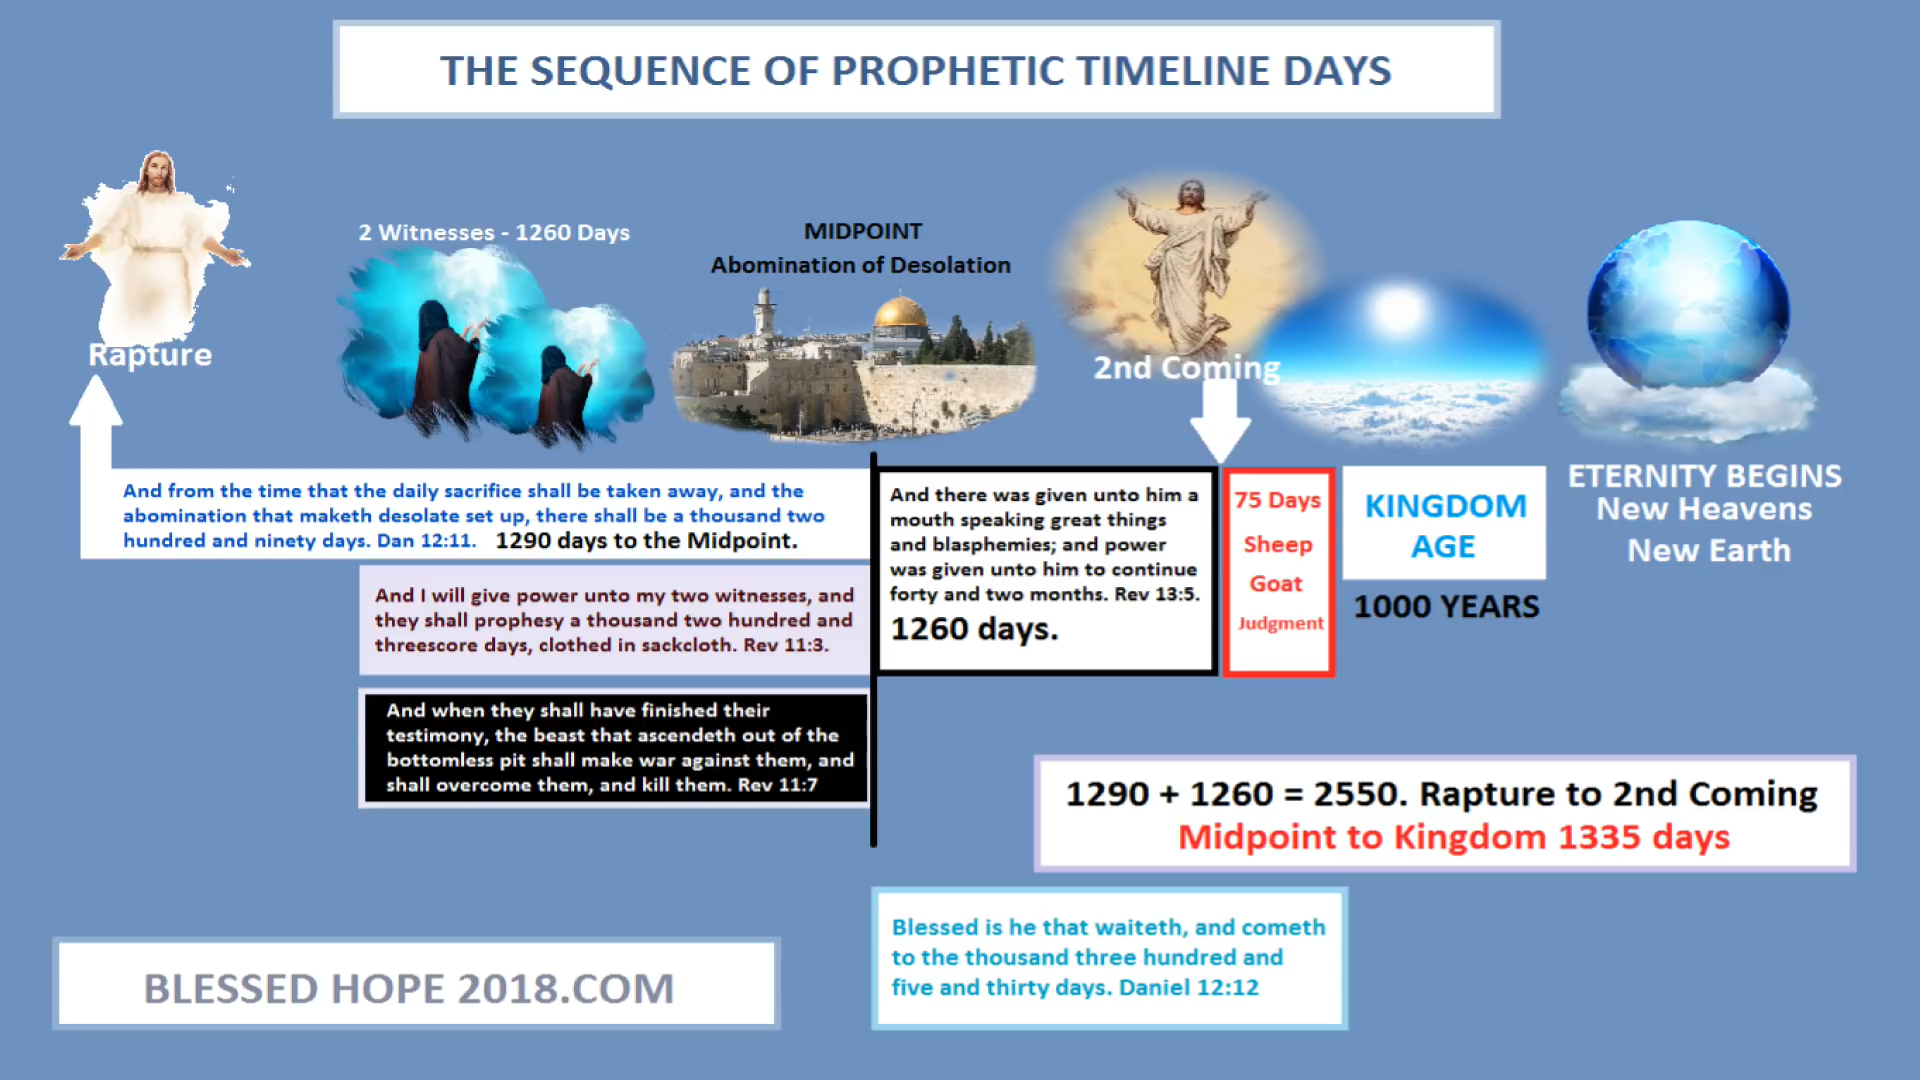 THE SEQUENCE OF PROPHETIC TIMELINE DAYS
Rapture
2 Witnesses - 1260 Days
MIDPOINT
Abomination of Desolation
2nd Coming
And from the time that the daily sacrifice shall be taken away, and the
abomination that maketh desolate set up, there shall be a thousand two
hundred and ninety days. Dan 12:11. 1290 days to the Midpoint.
And I will give power unto my two witnesses, and
they shall prophesy a thousand two hundred and
threescore days, clothed in sackcloth. Rev 11:3.
And when they shall have finished their
testimony, the beast that ascendeth out of the
bottomless pit shall make war against them, and
shall overcome them, and kill them. Rev 11:7
And there was given unto him a
mouth speaking great things
and blasphemies; and power
was given unto him to continue
forty and two months. Rev 13:5.
1260 days.
75 Days
Sheep
Goat
Judgment
KINGDOM
AGE
1000 YEARS
ETERNITY BEGINS
New Heavens
New Earth
1290 + 1260 = 2550. Rapture to 2nd Coming
Midpoint to Kingdom 1335 days
Blessed is he that waiteth, and cometh
to the thousand three hundred and
five and thirty days. Daniel 12:12
BLESSED HOPE 2018.COM